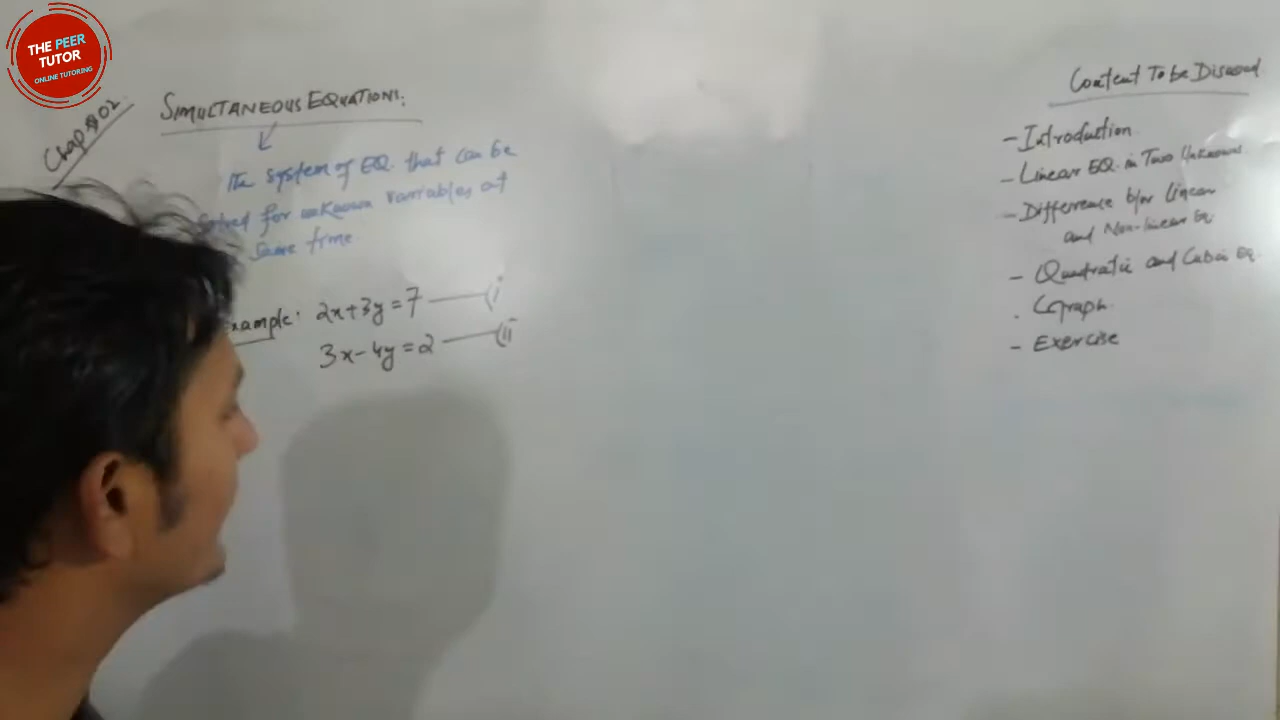 THE PEER
TUTOR
ONLINE TUTORING
Chap # 02
SIMULTANEOUS EQUATIONS:
The system of EQ. that can be
Solved for unknown variables at
Same time
Example: 2x+3y=7 (i
3x-4y=2 (ii
Content To be Discussed
- Introduction
- Linear EQ. in Two Unknowns
- Difference b/w Linear
and Non-linear Eq
- Quadratic and Cubic Eq.
. Graph
- Exercise